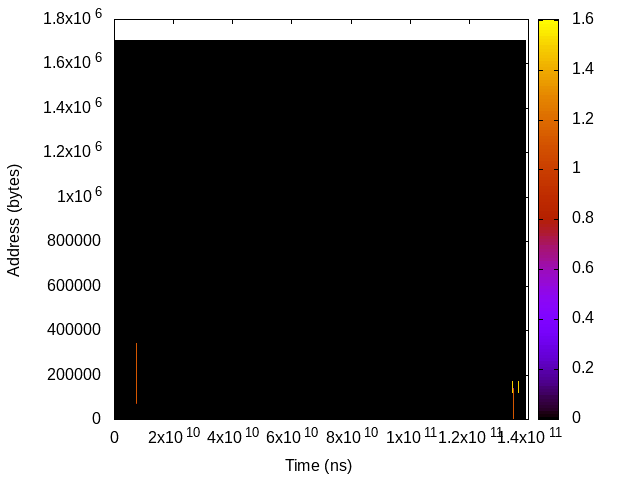 1.8x10 6
1.6x10 6
1.4x10 6
1.2x10 6
1x10 6
800000
600000
400000
200000
0
Address (bytes)
0 2x10 10 4x10 10 6x10 10 8x10 10 1x10 11 1.2x10 11 1.4x10 11
Time (ns)
1.6
1.4
1.2
1
0.8
0.6
0.4
0.2
0